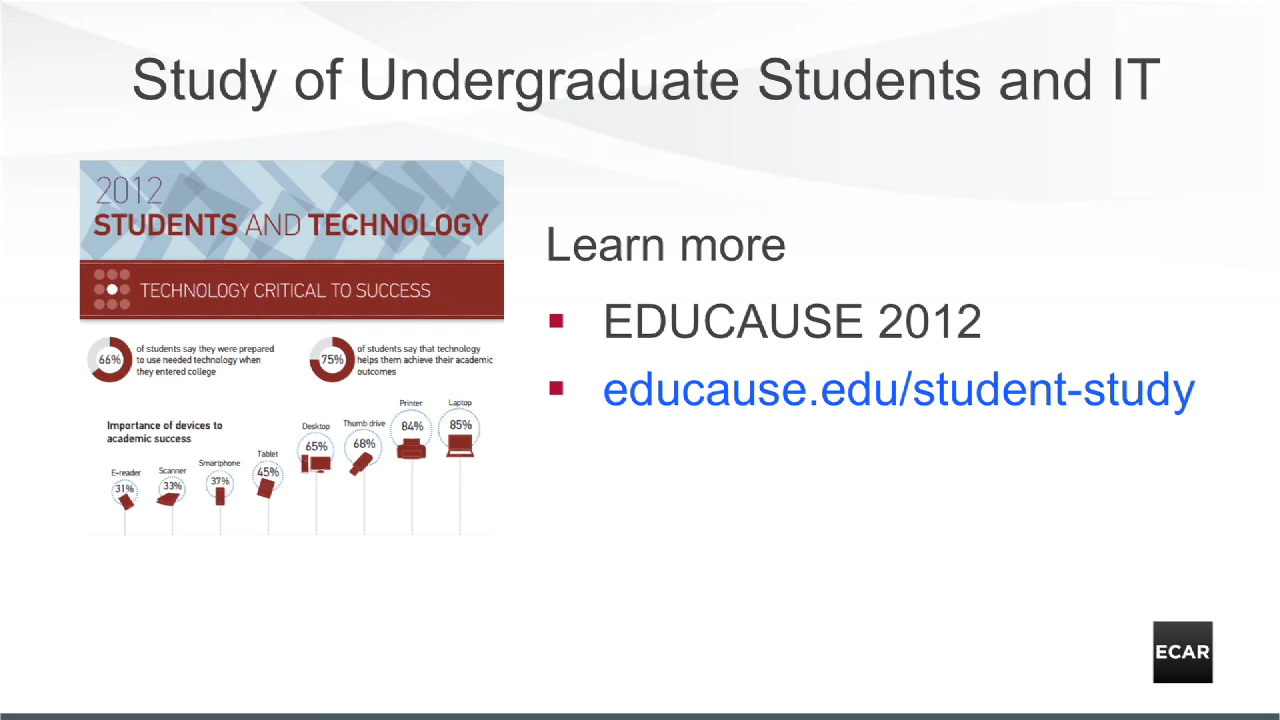 Study of Undergraduate Students and IT
2012
STUDENTS AND TECHNOLOGY
TECHNOLOGY CRITICAL TO SUCCESS
66%
of students say they were prepared
to use needed technology when
they entered college
75%
of students say that technology
helps them achieve their academic
outcomes
Importance of devices to
academic success
E-reader
31%
Scanner
33%
Smartphone
37%
Tablet
45%
Desktop
65%
Thumb drive
68%
Printer
84%
Laptop
85%
Learn more
EDUCAUSE 2012
educause.edu/student-study
ECAR